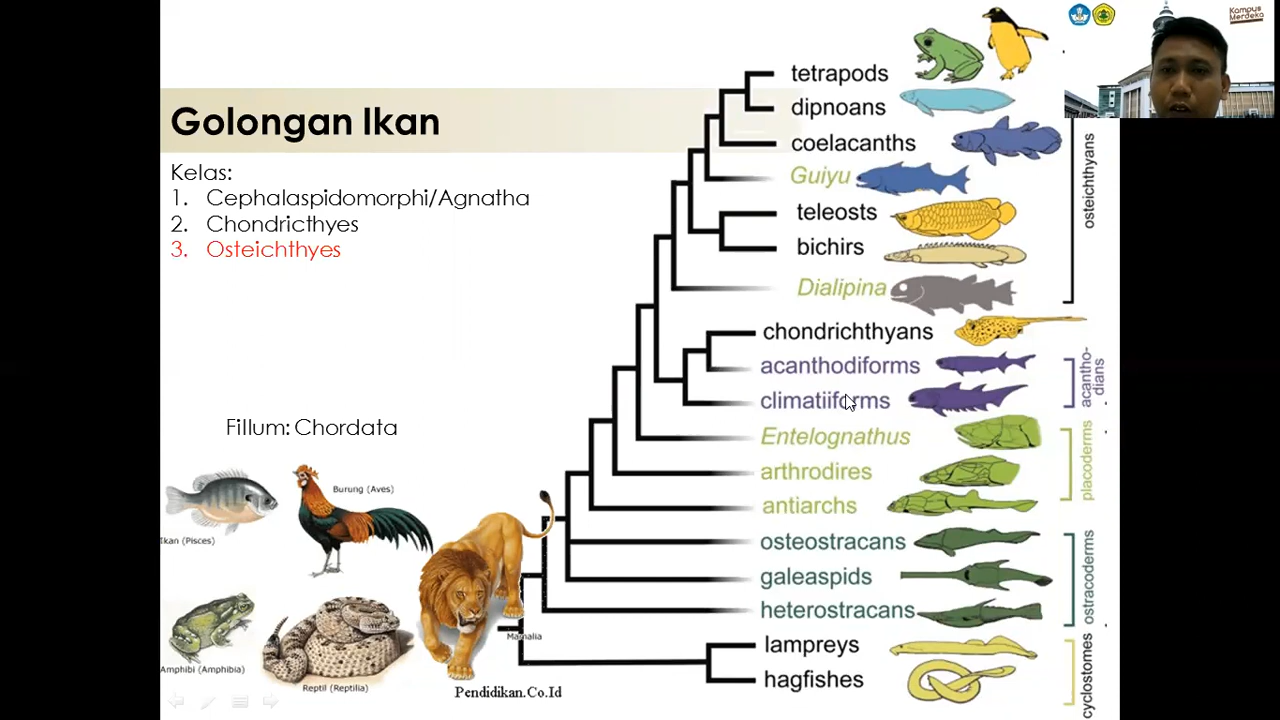 Golongan Ikan
Kelas:
1. Cephalaspidomorphi/Agnatha
2. Chondricthyes
3. Osteichthyes
Fillum: Chordata
Ikan (Pisces)
Burung (Aves)
Amphibi (Amphibia)
Reptil (Reptilia)
Mamalia
Pendidikan.Co.Id
tetrapods
dipnoans
coelacanths
Guiyu
teleosts
bichirs
Dialipina
chondrichthyans
acanthodiforms
climatiiforms
Entelognathus
arthrodires
antiarchs
osteostracans
galeaspids
heterostracans
lampreys
hagfishes
osteichthyans
acantho-
dians
placoderms
ostracoderms
cyclostomes
Kampus
Merdeka